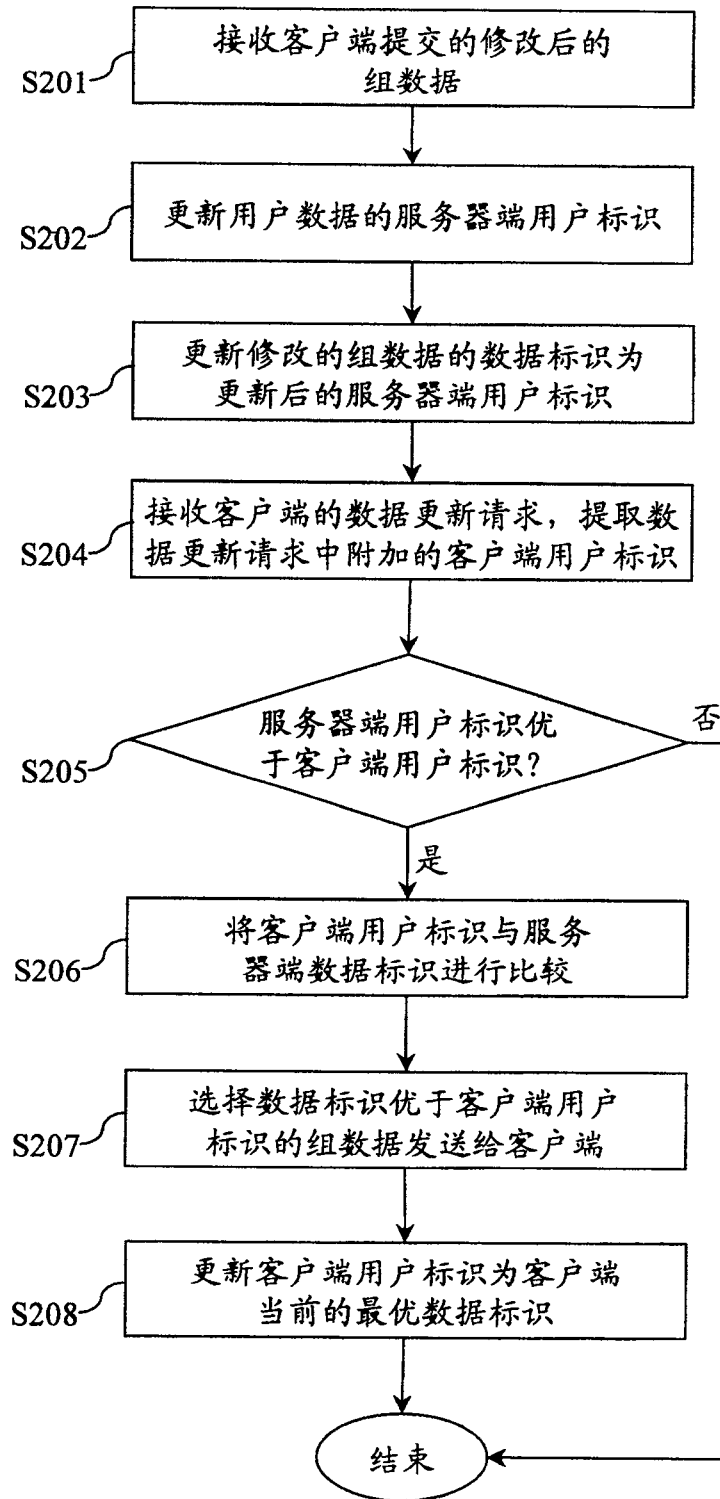 接收客户端提交的修改后的
组数据
S201
更新用户数据的服务器端用户标识
S202
更新修改的组数据的数据标识为
更新后的服务器端用户标识
S203
接收客户端的数据更新请求，提取数
据更新请求中附加的客户端用户标识
S204
服务器端用户标识优
于客户端用户标识？
S205
否
是
将客户端用户标识与服务
器端数据标识进行比较
S206
选择数据标识优于客户端用户
标识的组数据发送给客户端
S207
更新客户端用户标识为客户端
当前的最优数据标识
S208
结束